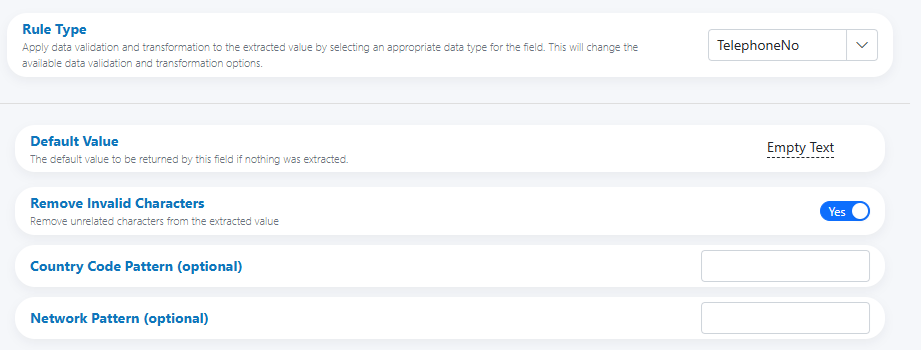 Rule Type
Apply data validation and transformation to the extracted value by selecting an appropriate data type for the field. This will change the
available data validation and transformation options.
TelephoneNo
Default Value
The default value to be returned by this field if nothing was extracted.
Empty Text
Remove Invalid Characters
Remove unrelated characters from the extracted value
Yes
Country Code Pattern (optional)
Network Pattern (optional)